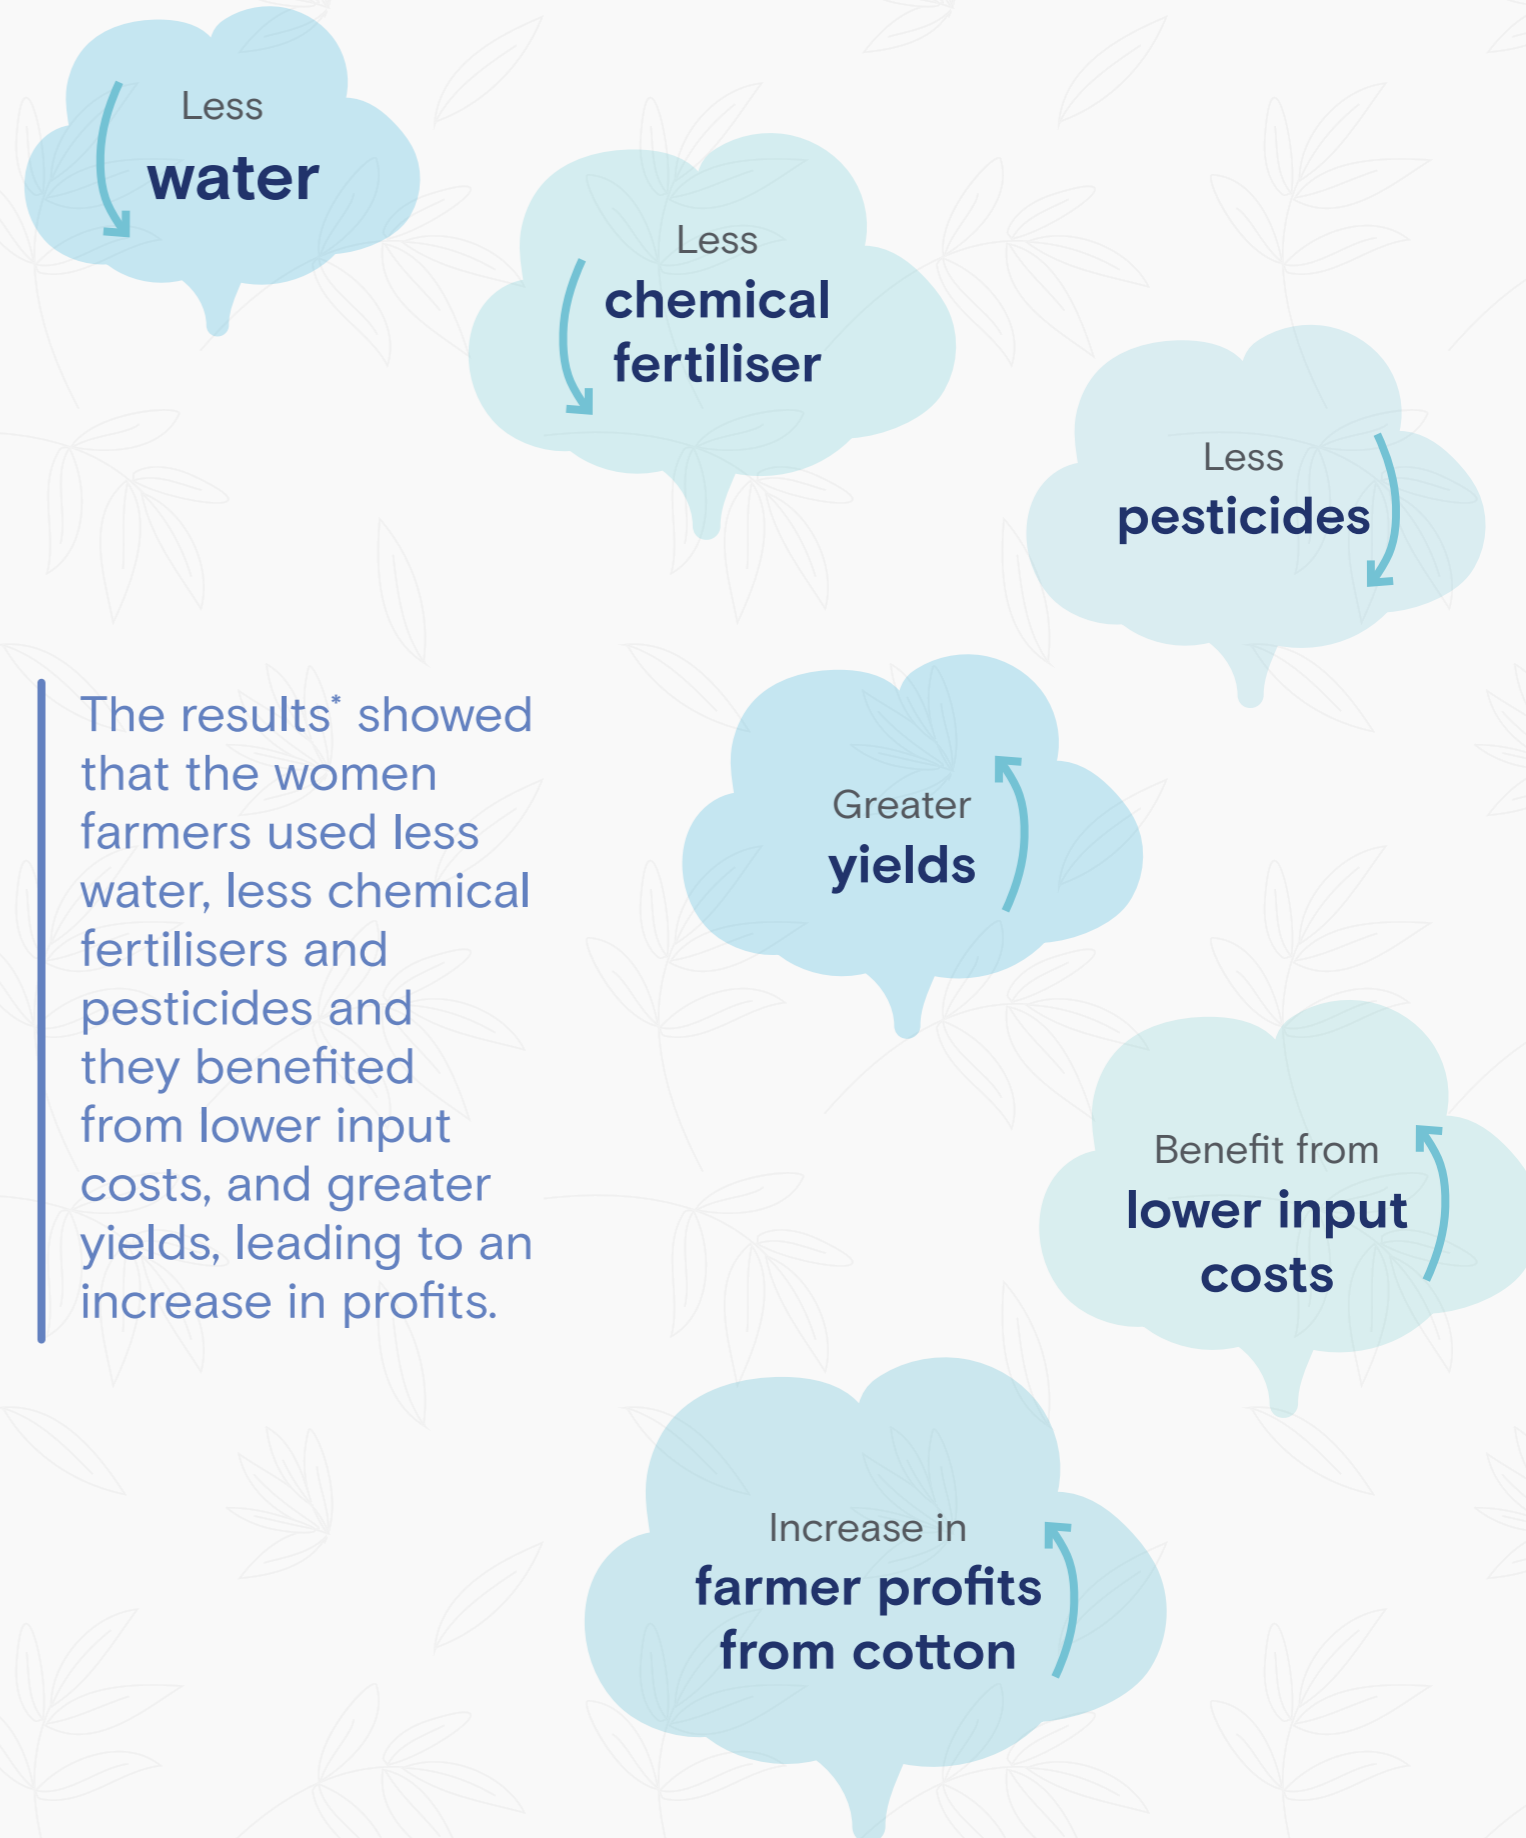 Less
water
Less
chemical
fertiliser
Less
pesticides
The results* showed
that the women
farmers used less
water, less chemical
fertilisers and
pesticides and
they benefited
from lower input
costs, and greater
yields, leading to an
increase in profits.
Greater
yields
Benefit from
lower input
costs
Increase in
farmer profits
from cotton